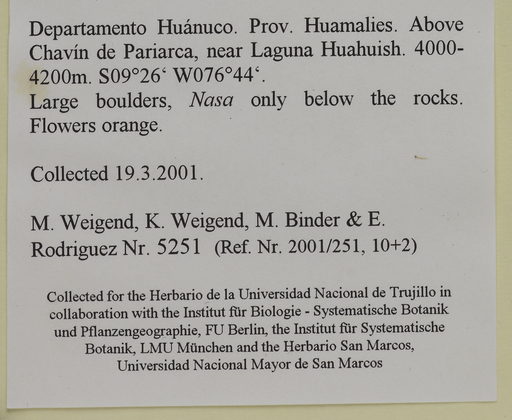 Departamento Huánuco. Prov. Huamalies. Above
Chavín de Pariarca, near Laguna Huahuish. 4000-
4200m. S09°26‘ W076°44‘.
Large boulders, Nasa only below the rocks.
Flowers orange.
Collected 19.3.2001.
M. Weigend, K. Weigend, M. Binder & E.
Rodriguez Nr. 5251 (Ref. Nr. 2001/251, 10+2)
Collected for the Herbario de la Universidad Nacional de Trujillo in
collaboration with the Institut für Biologie - Systematische Botanik
und Pflanzengeographie, FU Berlin, the Institut für Systematische
Botanik, LMU München and the Herbario San Marcos,
Universidad Nacional Mayor de San Marcos